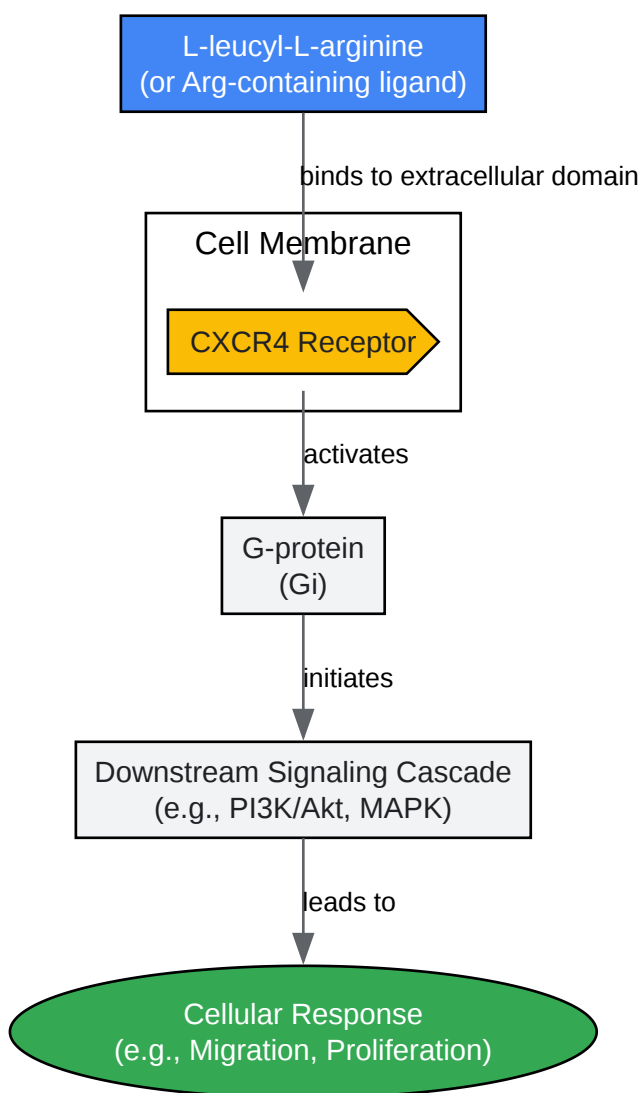 L-leucyl-L-arginine
(or Arg-containing ligand)
binds to extracellular domain
Cell Membrane
CXCR4 Receptor
activates
G-protein
(Gi)
initiates
Downstream Signaling Cascade
(e.g., PI3K/Akt, MAPK)
leads to
Cellular Response
(e.g., Migration, Proliferation)